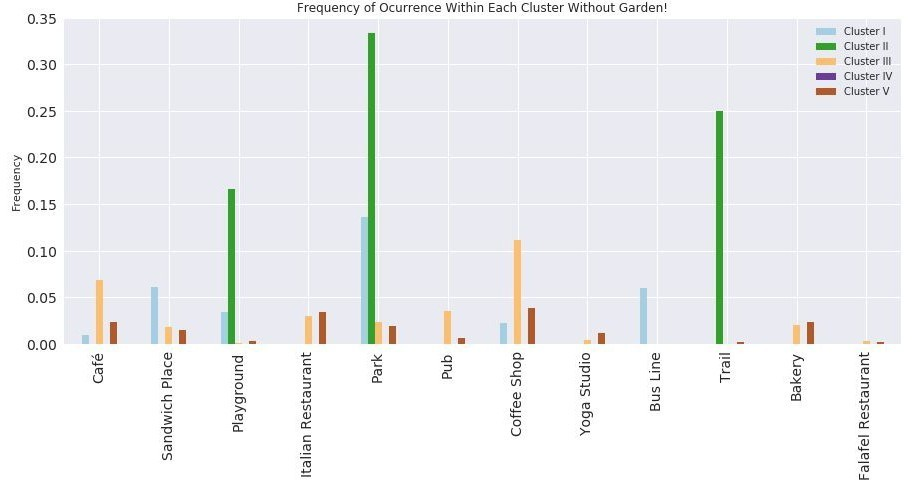 Frequency of Ocurrence Within Each Cluster Without Garden!
Cluster I
Cluster II
Cluster III
Cluster IV
Cluster V
Frequency
0.35
0.30
0.25
0.20
0.15
0.10
0.05
0.00
Café
Sandwich Place
Playground
Italian Restaurant
Park
Pub
Coffee Shop
Yoga Studio
Bus Line
Trail
Bakery
Falafel Restaurant